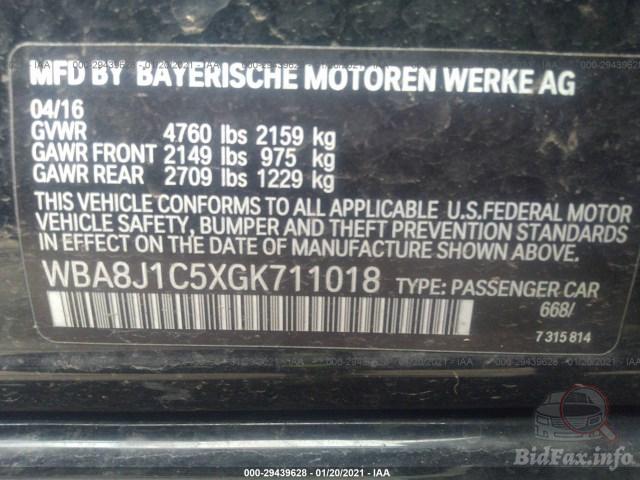 MFD BY BAYERISCHE MOTOREN WERKE AG
04/16
GVWR 4760 lbs 2159 kg
GAWR FRONT 2149 lbs 975 kg
GAWR REAR 2709 lbs 1229 kg
THIS VEHICLE CONFORMS TO ALL APPLICABLE U.S.FEDERAL MOTOR
VEHICLE SAFETY, BUMPER AND THEFT PREVENTION STANDARDS
IN EFFECT ON THE DATE OF MANUFACTURE SHOWN ABOVE.
WBA8J1C5XGK711018 TYPE: PASSENGER CAR
668/
7 315 814
000-29439628 - 01/20/2021 - IAA
BidFax.info